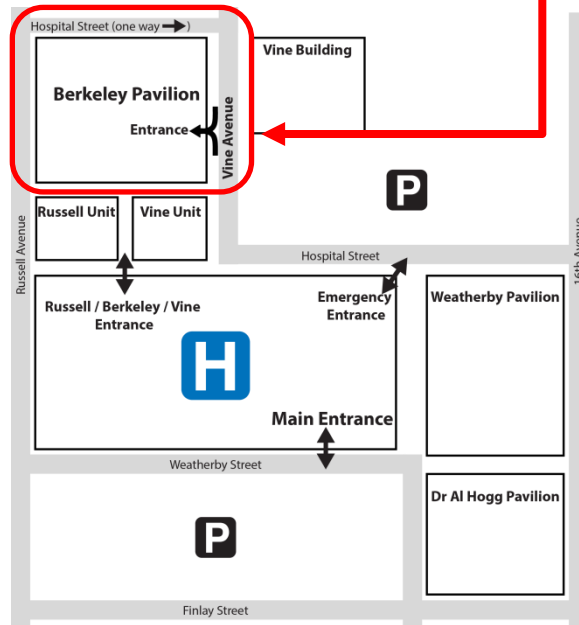 Hospital Street (one way →)
Vine Building
Berkeley Pavilion
Entrance
Vine Avenue
P
Russell Unit
Vine Unit
Russell Avenue
Hospital Street
16th Avenue
Russell / Berkeley / Vine
Entrance
Emergency
Entrance
Weatherby Pavilion
H
Main Entrance
Weatherby Street
Dr Al Hogg Pavilion
P
Finlay Street